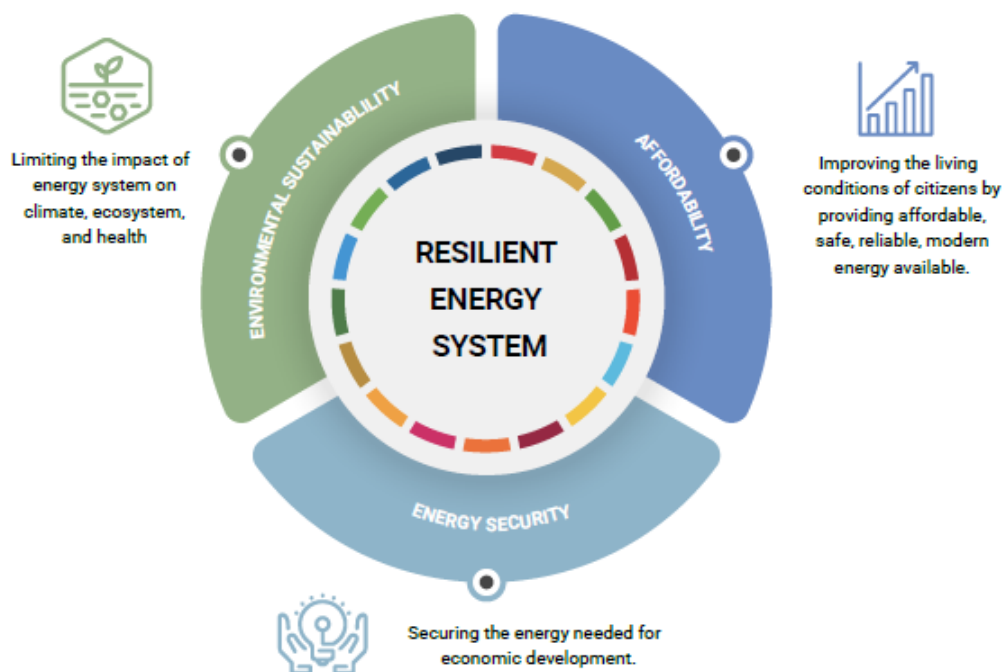 ENVIRONMENTAL SUSTAINABLILITY
AFFORDABILITY
Limiting the impact of
energy system on
climate, ecosystem,
and health
Improving the living
conditions of citizens by
providing affordable,
safe, reliable, modern
energy available.
RESILIENT
ENERGY
SYSTEM
ENERGY SECURITY
Securing the energy needed for
economic development.